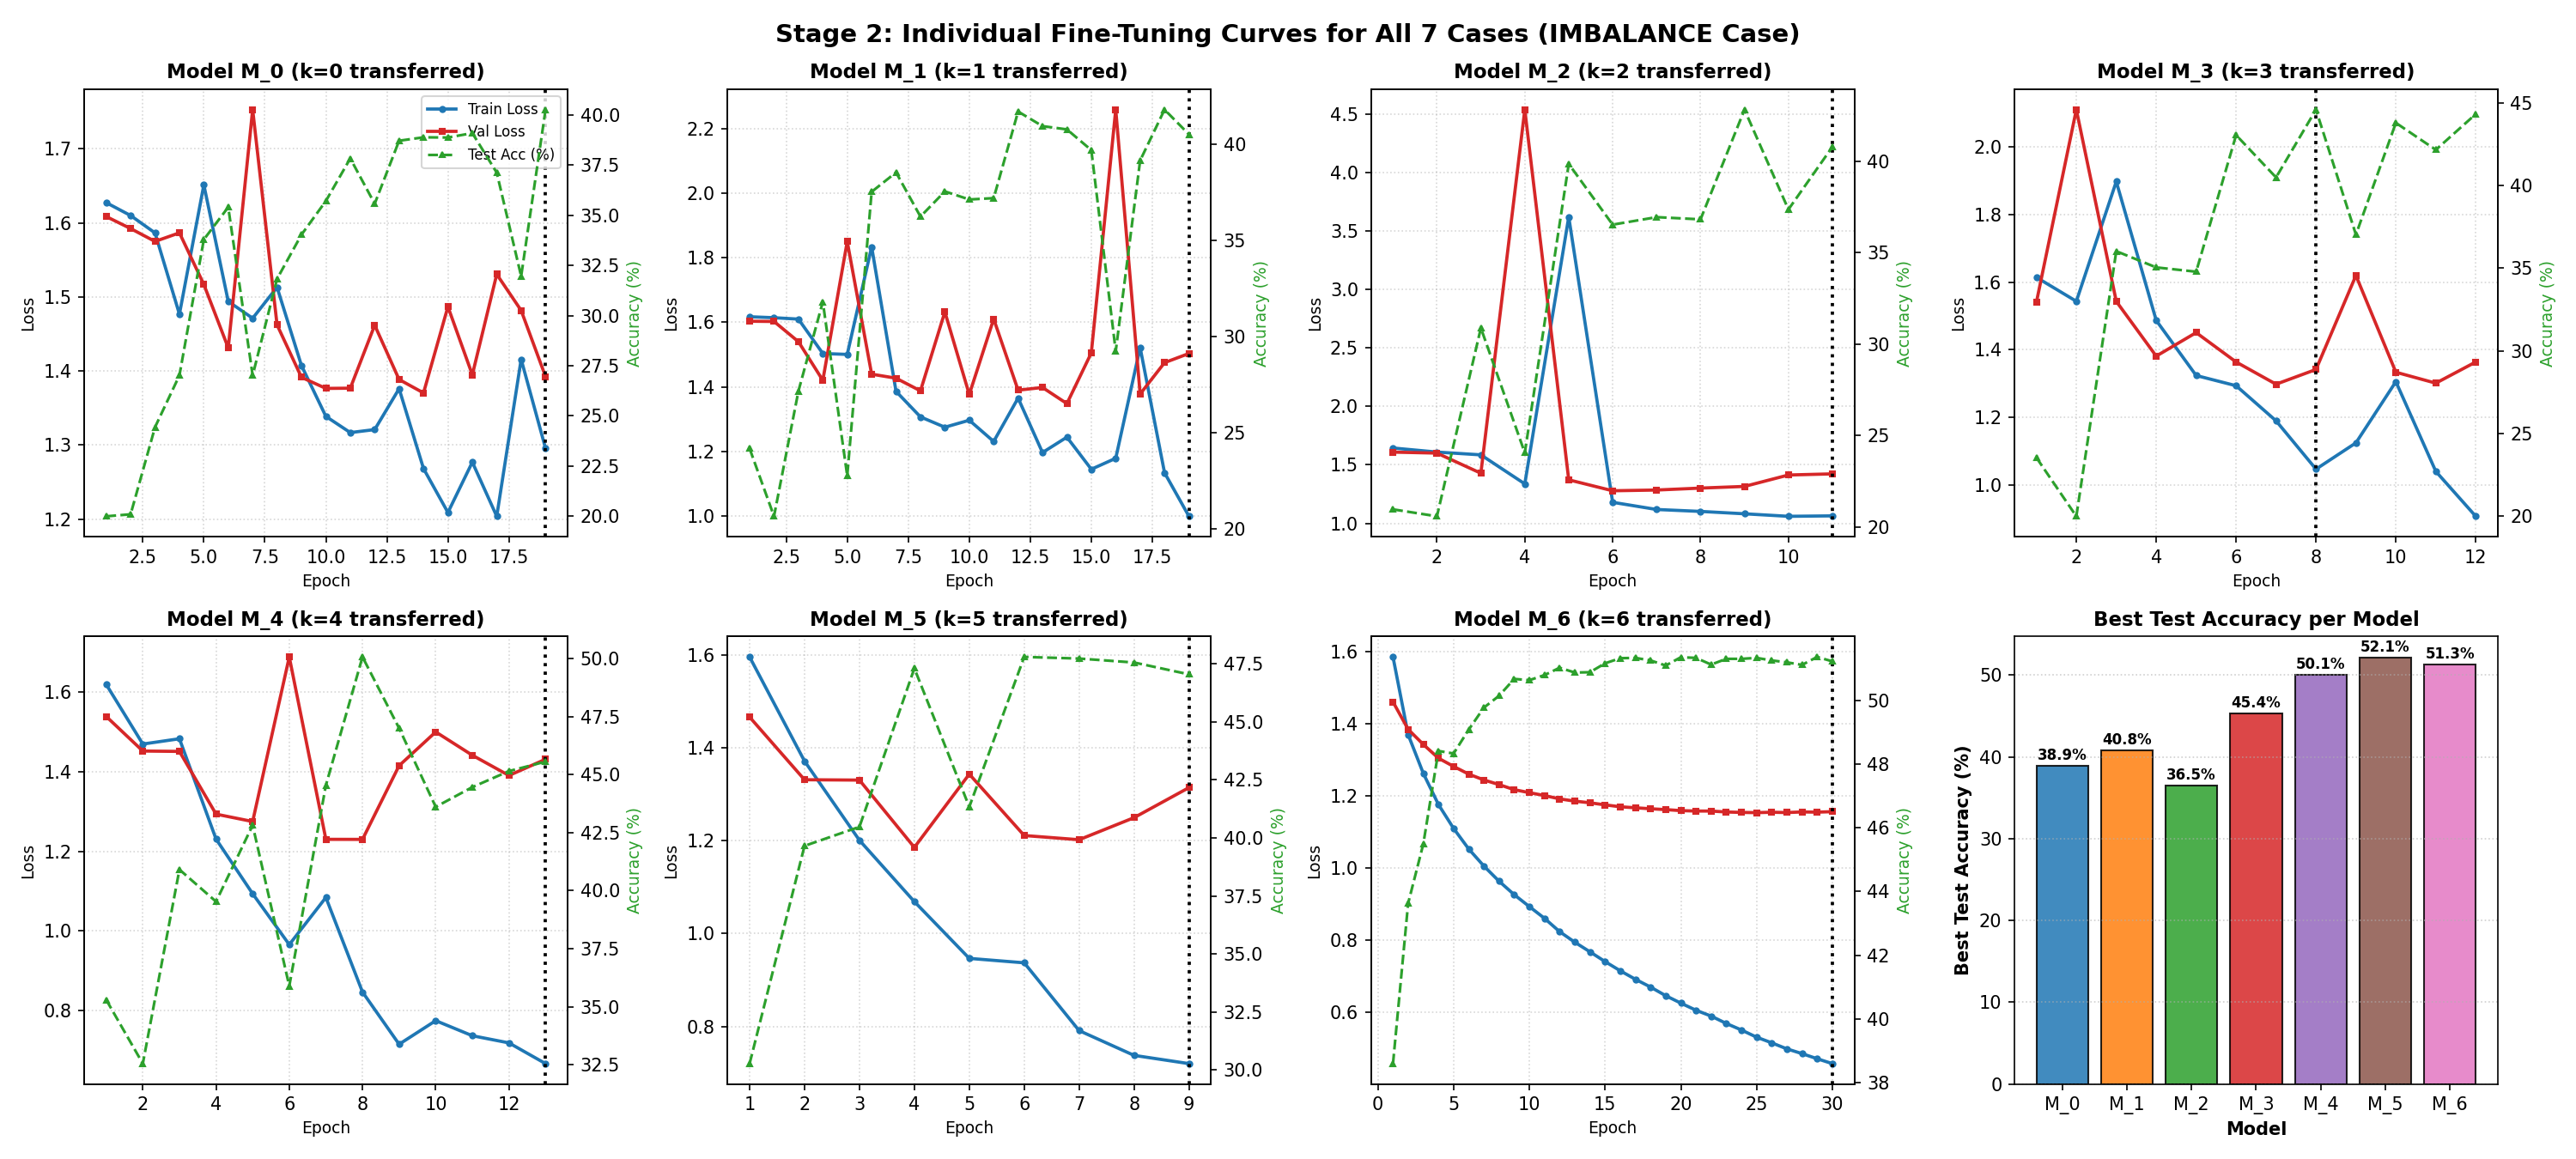 Stage 2: Individual Fine-Tuning Curves for All 7 Cases (IMBALANCE Case)
Model M_0 (k=0 transferred)
Train Loss
Val Loss
Test Acc (%)
1.7
1.6
1.5
1.4
1.3
1.2
Loss
40.0
37.5
35.0
32.5
30.0
27.5
25.0
22.5
20.0
Accuracy (%)
2.5 5.0 7.5 10.0 12.5 15.0 17.5
Epoch
Model M_1 (k=1 transferred)
2.2
2.0
1.8
1.6
1.4
1.2
1.0
Loss
40
35
30
25
20
Accuracy (%)
2.5 5.0 7.5 10.0 12.5 15.0 17.5
Epoch
Model M_2 (k=2 transferred)
4.5
4.0
3.5
3.0
2.5
2.0
1.5
1.0
Loss
40
35
30
25
20
Accuracy (%)
2 4 6 8 10
Epoch
Model M_3 (k=3 transferred)
2.0
1.8
1.6
1.4
1.2
1.0
Loss
45
40
35
30
25
20
Accuracy (%)
2 4 6 8 10 12
Epoch
Model M_4 (k=4 transferred)
1.6
1.4
1.2
1.0
0.8
Loss
50.0
47.5
45.0
42.5
40.0
37.5
35.0
32.5
Accuracy (%)
2 4 6 8 10 12
Epoch
Model M_5 (k=5 transferred)
1.6
1.4
1.2
1.0
0.8
Loss
47.5
45.0
42.5
40.0
37.5
35.0
32.5
30.0
Accuracy (%)
1 2 3 4 5 6 7 8 9
Epoch
Model M_6 (k=6 transferred)
1.6
1.4
1.2
1.0
0.8
0.6
Loss
50
48
46
44
42
40
38
Accuracy (%)
0 5 10 15 20 25 30
Epoch
Best Test Accuracy per Model
50
40
30
20
10
0
Best Test Accuracy (%)
38.9% 40.8% 36.5% 45.4% 50.1% 52.1% 51.3%
M_0 M_1 M_2 M_3 M_4 M_5 M_6
Model